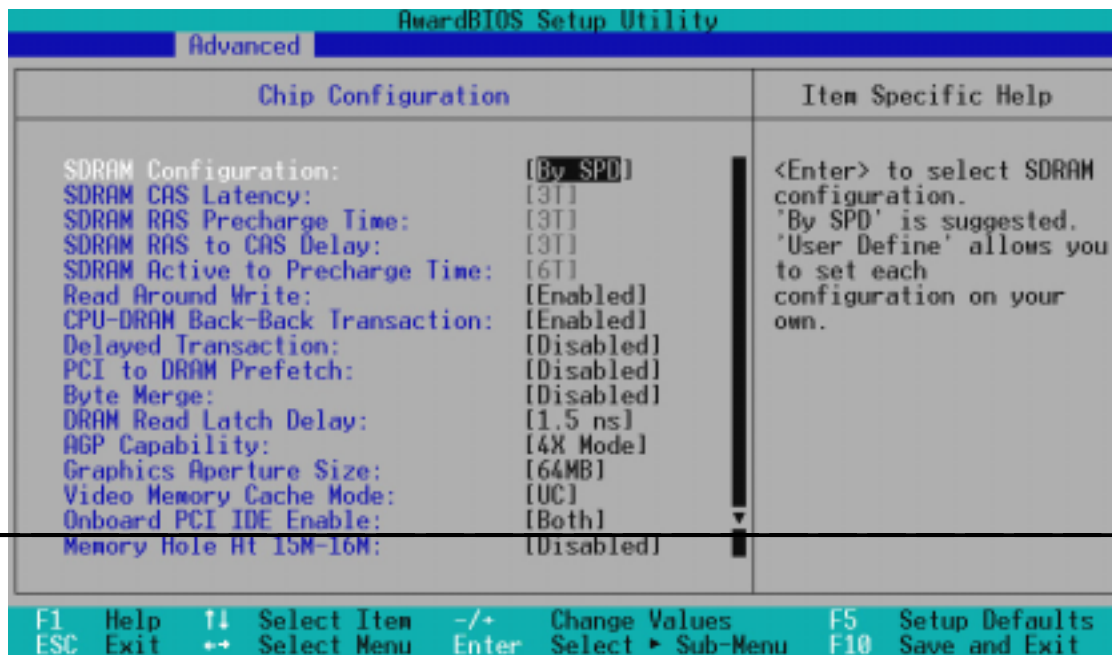 AwardBIOS Setup Utility
Advanced
Chip Configuration
Item Specific Help
SDRAM Configuration: [By SPD]
SDRAM CAS Latency: [3T]
SDRAM RAS Precharge Time: [3T]
SDRAM RAS to CAS Delay: [3T]
SDRAM Active to Precharge Time: [6T]
Read Around Write: [Enabled]
CPU-DRAM Back-Back Transaction: [Enabled]
Delayed Transaction: [Disabled]
PCI to DRAM Prefetch: [Disabled]
Byte Merge: [Disabled]
DRAM Read Latch Delay: [1.5 ns]
AGP Capability: [4X Mode]
Graphics Aperture Size: [64MB]
Video Memory Cache Mode: [UC]
Onboard PCI IDE Enable: [Both]
Memory Hole At 15M-16M: [Disabled]
<Enter> to select SDRAM
configuration.
'By SPD' is suggested.
'User Define' allows you
to set each
configuration on your
own.
F1 Help ↑↓ Select Item -/+ Change Values F5 Setup Defaults
ESC Exit ←→ Select Menu Enter Select ► Sub-Menu F10 Save and Exit